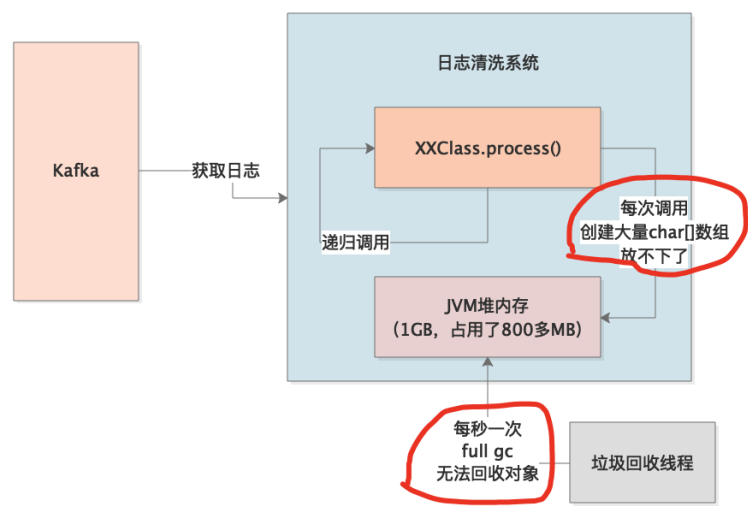 日志清洗系统
Kafka
获取日志
XXClass.process()
递归调用
每次调用
创建大量char[]数组
放不下了
JVM堆内存
（1GB，占用了800多MB）
每秒一次
full gc
无法回收对象
垃圾回收线程